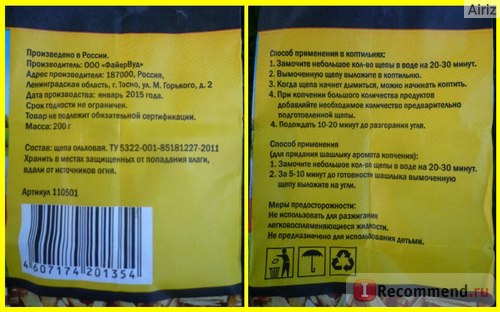 Airiz
Произведено в России.
Производитель: ООО «ФайерВуд»
Адрес производителя: 187000, Россия,
Ленинградская область, г. Тосно, ул. М. Горького, д. 2
Дата производства: январь 2015 года.
Срок годности не ограничен.
Товар не подлежит обязательной сертификации.
Масса: 200 г
Состав: щепа ольховая. ТУ 5322-001-85181227-2011
Хранить в местах защищенных от попадания влаги,
вдали от источников огня.
Артикул 110501
4 607174 201354
Способ применения в коптильнях:
1. Замочите небольшое кол-во щепы в воде на 20-30 минут.
2. Вымоченную щепу выложите в коптильню.
3. Когда щепа начнет дымиться, можно начинать коптить.
4. При копчении большого количества продуктов
добавляйте необходимое количество предварительно
подготовленной щепы.
4. Подождать 10-20 минут до разгорания угля.
Способ применения
(для придания шашлыку аромата копчения):
1. Замочите небольшое кол-во щепы в воде на 20-30 минут.
2. За 5-10 минут до готовности шашлыка вымоченную
щепу выложите на угли.
Меры предосторожности:
Не использовать для разжигания
легковоспламеняющиеся жидкости.
Не предназначено для использования детьми.
iRecommend.ru